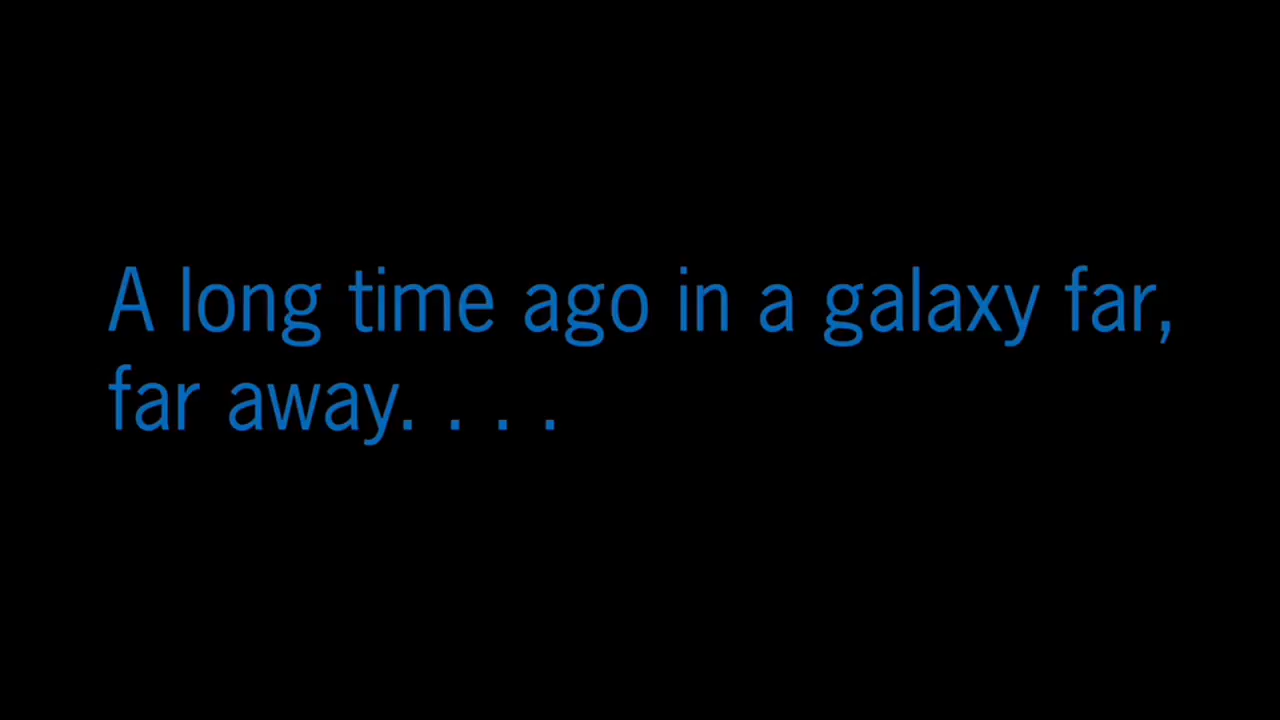 A long time ago in a galaxy far,
far away. . . .